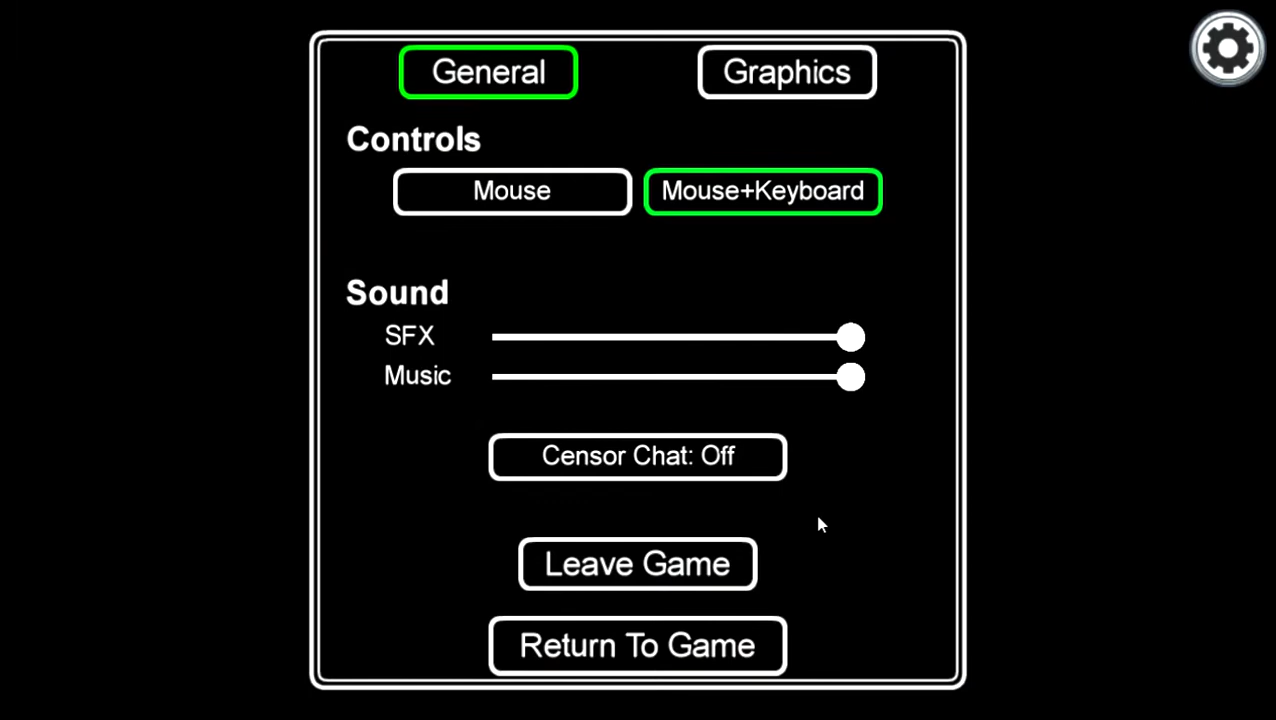 General
Graphics
Controls
Mouse
Mouse+Keyboard
Sound
SFX
Music
Censor Chat: Off
Leave Game
Return To Game